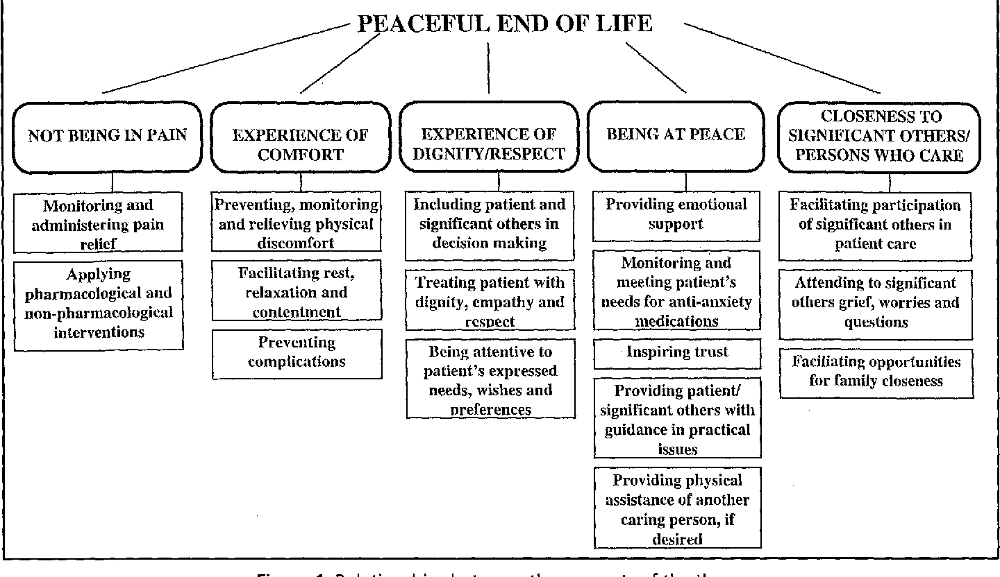 PEACEFUL END OF LIFE
NOT BEING IN PAIN
Monitoring and
administering pain
relief
Applying
pharmacological and
non-pharmacological
interventions
EXPERIENCE OF
COMFORT
Preventing, monitoring
and relieving physical
discomfort
Facilitating rest,
relaxation and
contentment
Preventing
complications
EXPERIENCE OF
DIGNITY/RESPECT
Including patient and
significant others in
decision making
Treating patient with
dignity, empathy and
respect
Being attentive to
patient's expressed
needs, wishes and
preferences
BEING AT PEACE
Providing emotional
support
Monitoring and
meeting patient's
needs for anti-anxiety
medications
Inspiring trust
Providing patient/
significant others with
guidance in practical
issues
Providing physical
assistance of another
caring person, if
desired
CLOSENESS TO
SIGNIFICANT OTHERS/
PERSONS WHO CARE
Facilitating participation
of significant others in
patient care
Attending to significant
others grief, worries and
questions
Faciliating opportunities
for family closeness